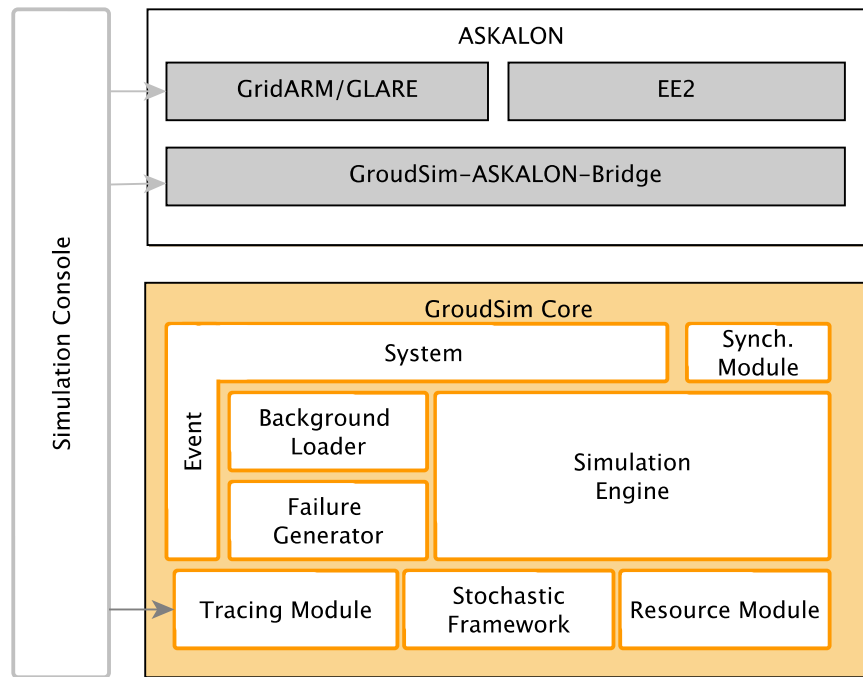 Simulation Console
ASKALON
GridARM/GLARE
EE2
GroudSim-ASKALON-Bridge
GroudSim Core
System
Synch.
Module
Event
Background
Loader
Failure
Generator
Simulation
Engine
Tracing Module
Stochastic
Framework
Resource Module